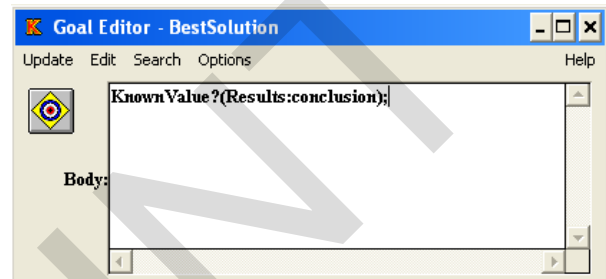 K Goal Editor - BestSolution
Update Edit Search Options Help
KnownValue?(Results:conclusion);
Body: